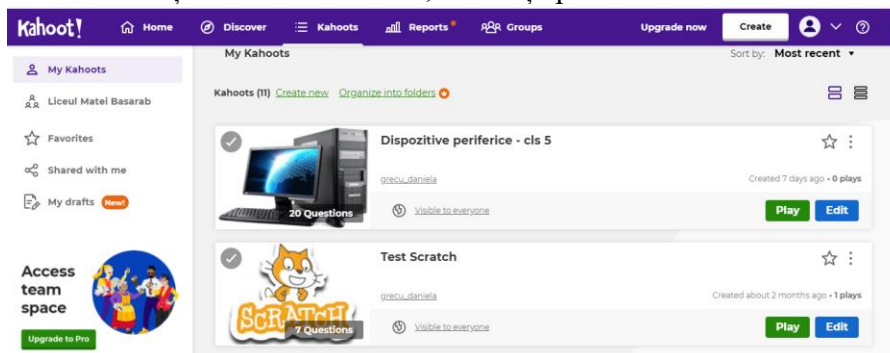 Kahoot! Home Discover Kahoots Reports Groups Upgrade now Create
My Kahoots
Liceul Matei Basarab
Favorites
Shared with me
My drafts New!
Access
team
space
Upgrade to Pro
My Kahoots Sort by: Most recent
Kahoots (11) Create new Organize into folders
Dispozitive periferice - cls 5
grecu_daniela Created 7 days ago • 0 plays
20 Questions Visible to everyone Play Edit
Test Scratch
grecu_daniela Created about 2 months ago • 1 plays
SCRATCH
7 Questions Visible to everyone Play Edit